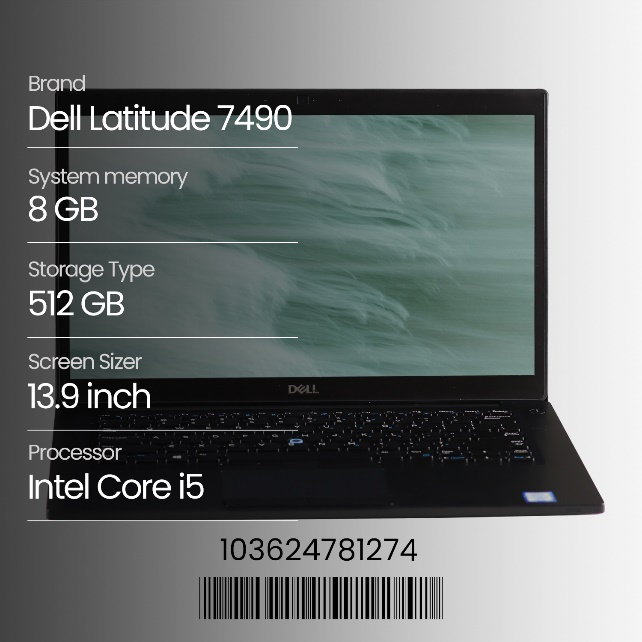 Brand
Dell Latitude 7490
System memory
8 GB
Storage Type
512 GB
Screen Sizer
13.9 inch
DELL
Processor
Intel Core i5
103624781274